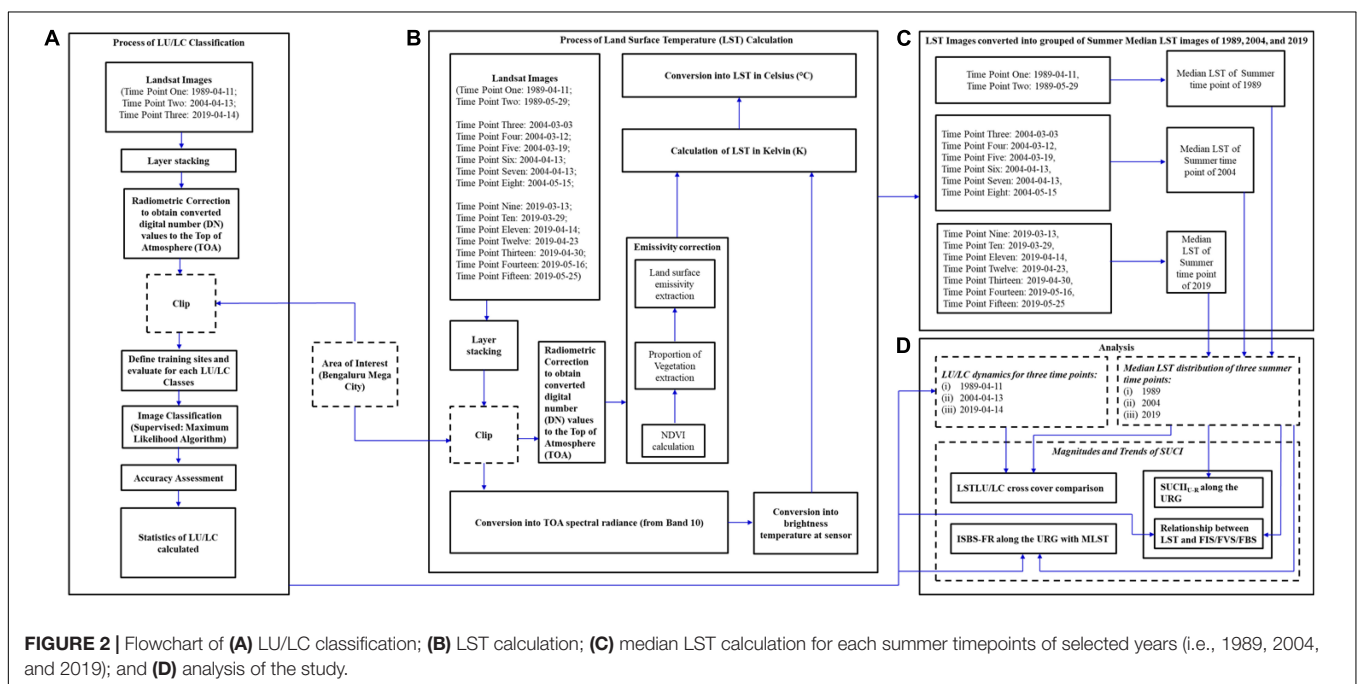 A
Process of LU/LC Classification
Landsat Images
(Time Point One: 1989-04-11;
Time Point Two: 2004-04-13;
Time Point Three: 2019-04-14)
Layer stacking
Radiometric Correction
to obtain converted
digital number (DN)
values to the Top of
Atmosphere (TOA)
Clip
Define training sites and
evaluate for each LU/LC
Classes
Image Classification
(Supervised: Maximum
Likelihood Algorithm)
Accuracy Assessment
Statistics of LU/LC
calculated
Area of Interest
(Bengaluru Mega
City)
B
Process of Land Surface Temperature (LST) Calculation
Landsat Images
(Time Point One: 1989-04-11;
Time Point Two: 1989-05-29;
Time Point Three: 2004-03-03
Time Point Four: 2004-03-12;
Time Point Five: 2004-03-19;
Time Point Six: 2004-04-13;
Time Point Seven: 2004-04-13;
Time Point Eight: 2004-05-15;
Time Point Nine: 2019-03-13;
Time Point Ten: 2019-03-29;
Time Point Eleven: 2019-04-14;
Time Point Twelve: 2019-04-23
Time Point Thirteen: 2019-04-30;
Time Point Fourteen: 2019-05-16;
Time Point Fifteen: 2019-05-25)
Layer
stacking
Clip
Radiometric
Correction
to obtain
converted
digital
number
(DN)
values to
the Top of
Atmosphere
(TOA)
Conversion into LST in Celsius (°C)
Calculation of LST in Kelvin (K)
Emissivity correction
Land surface
emissivity
extraction
Proportion of
Vegetation
extraction
NDVI
calculation
Conversion into TOA spectral radiance (from Band 10)
Conversion into
brightness
temperature at
sensor
C
LST Images converted into grouped of Summer Median LST images of 1989, 2004, and 2019
Time Point One: 1989-04-11,
Time Point Two: 1989-05-29
Median LST of Summer
time point of 1989
Time Point Three: 2004-03-03
Time Point Four: 2004-03-12,
Time Point Five: 2004-03-19,
Time Point Six: 2004-04-13,
Time Point Seven: 2004-04-13,
Time Point Eight: 2004-05-15
Median LST of
Summer time
point of 2004
Time Point Nine: 2019-03-13,
Time Point Ten: 2019-03-29,
Time Point Eleven: 2019-04-14,
Time Point Twelve: 2019-04-23,
Time Point Thirteen: 2019-04-30,
Time Point Fourteen: 2019-05-16,
Time Point Fifteen: 2019-05-25
Median
LST of
Summer
time point
of 2019
D
Analysis
LU/LC dynamics for three time points:
(i) 1989-04-11
(ii) 2004-04-13
(iii) 2019-04-14
Median LST distribution of three summer
time points:
(i) 1989
(ii) 2004
(iii) 2019
Magnitudes and Trends of SUCI
LSTLU/LC cross cover comparison
SUCIIU-R along the
URG
ISBS-FR along the URG with MLST
Relationship between
LST and FIS/FVS/FBS
FIGURE 2 | Flowchart of (A) LU/LC classification; (B) LST calculation; (C) median LST calculation for each summer timepoints of selected years (i.e., 1989, 2004,
and 2019); and (D) analysis of the study.